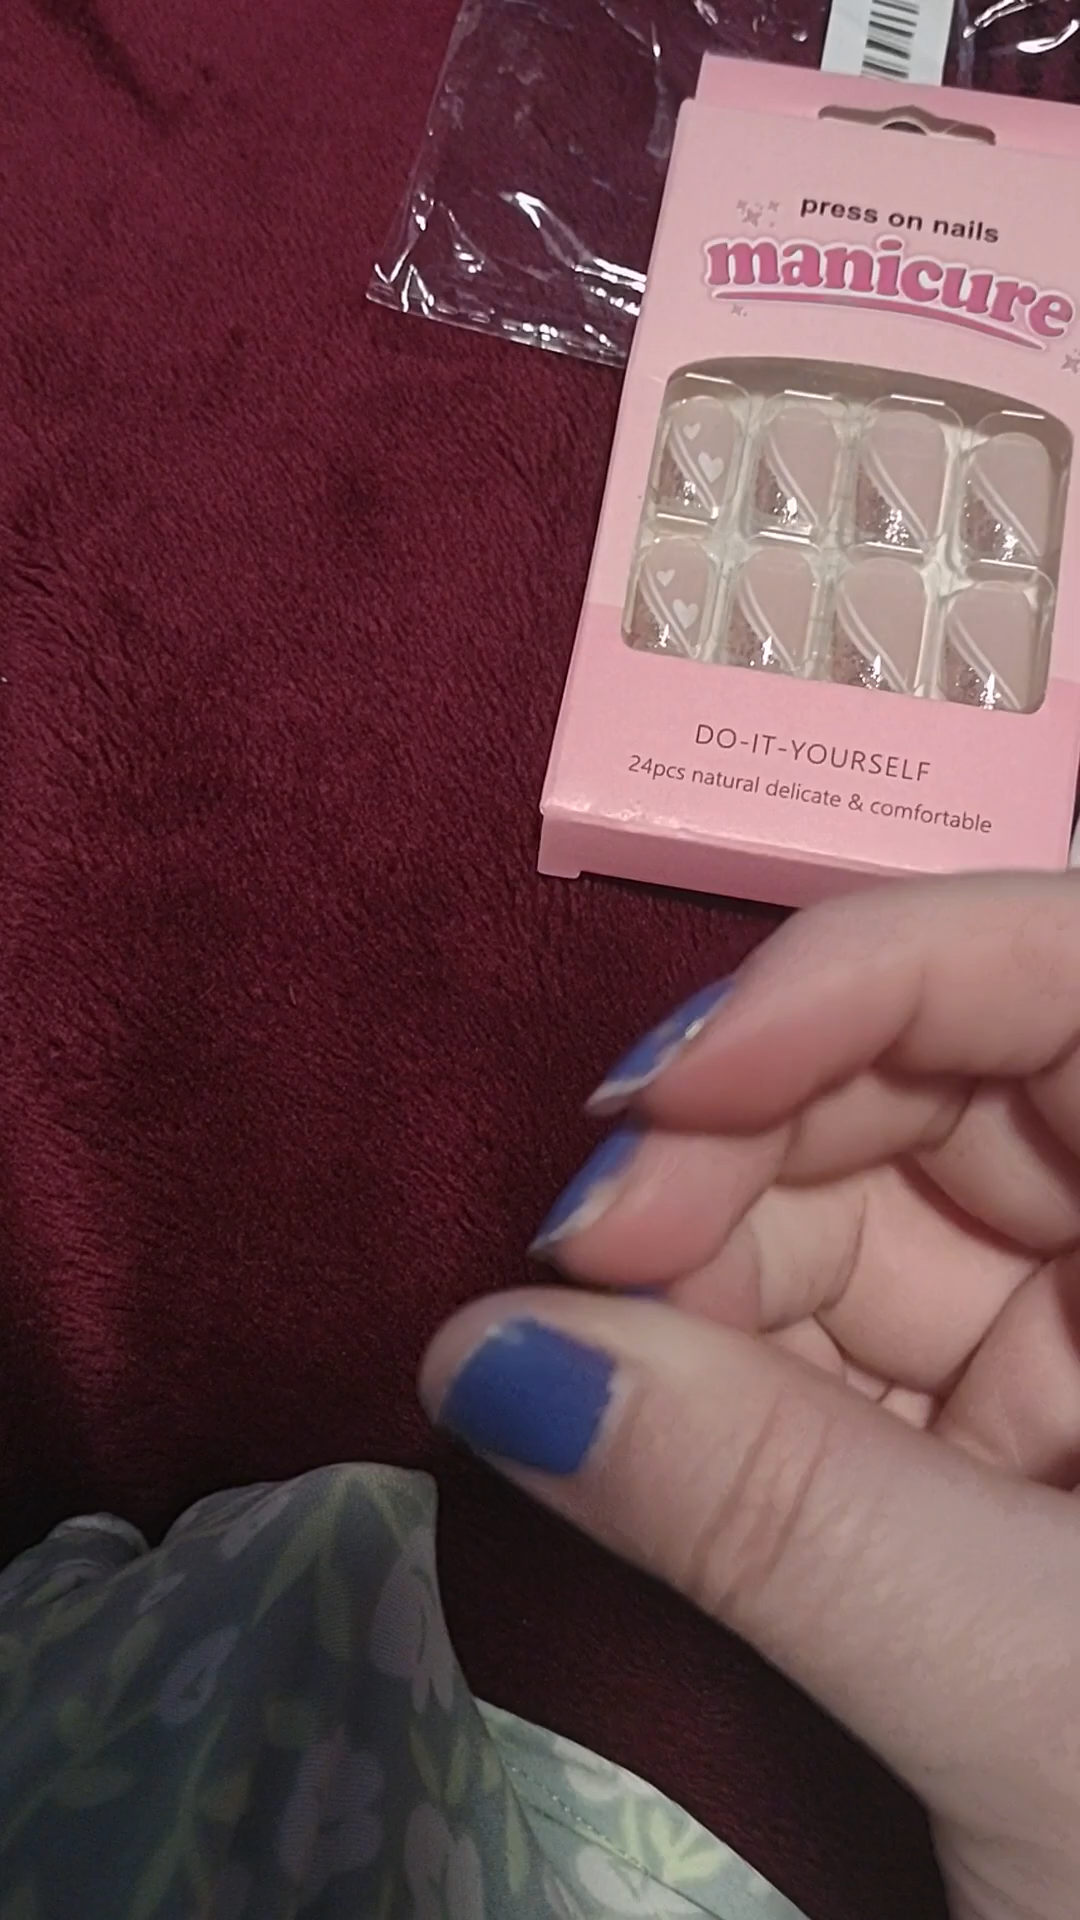 press on nails
manicure
DO-IT-YOURSELF
24pcs natural delicate & comfortable